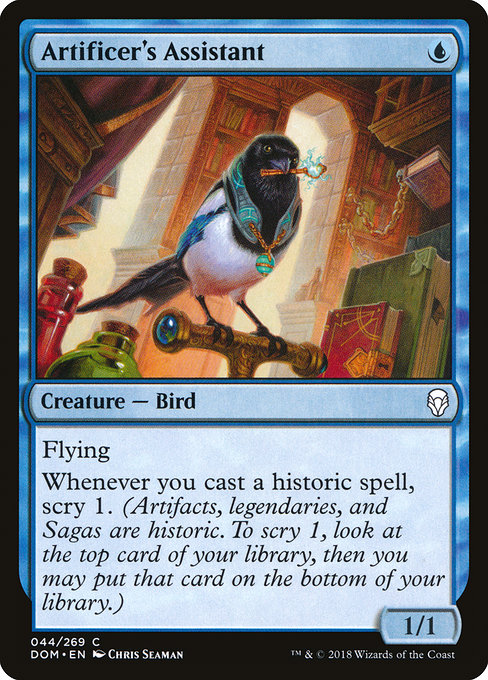 Artificer's Assistant
Creature — Bird
Flying
Whenever you cast a historic spell,
scry 1. (Artifacts, legendaries, and
Sagas are historic. To scry 1, look at
the top card of your library, then you
may put that card on the bottom of your
library.)
1/1
044/269 C
DOM • EN Chris Seaman
™ & © 2018 Wizards of the Coast